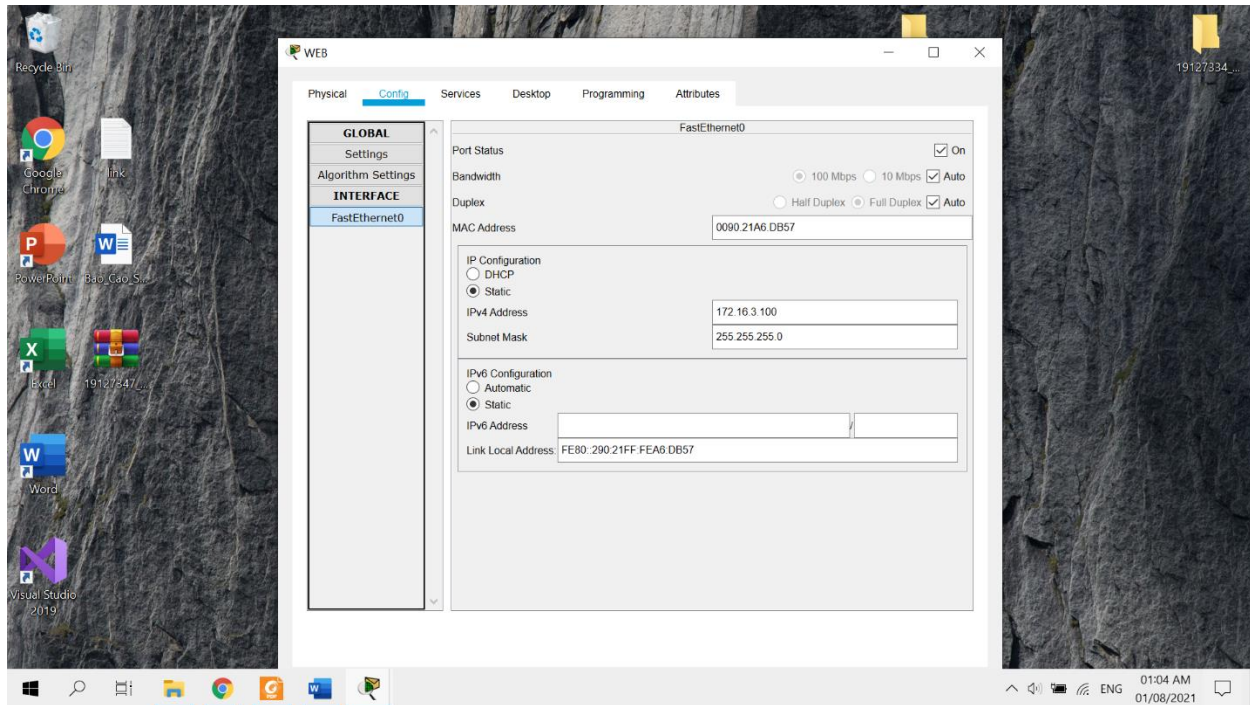 Recycle Bin
19127334_...
WEB
Physical
Config
Services
Desktop
Programming
Attributes
GLOBAL
Settings
Algorithm Settings
INTERFACE
FastEthernet0
FastEthernet0
Port Status
On
Bandwidth
100 Mbps
10 Mbps
Auto
Duplex
Half Duplex
Full Duplex
Auto
MAC Address
0090.21A6.DB57
IP Configuration
DHCP
Static
IPv4 Address
172.16.3.100
Subnet Mask
255.255.255.0
IPv6 Configuration
Automatic
Static
IPv6 Address
/
Link Local Address:
FE80::290:21FF:FEA6:DB57
Google
Chrome
link
PowerPoint
Bao_Cao_S...
Excel
19127347_...
Word
Visual Studio
2019
ENG
01:04 AM
01/08/2021